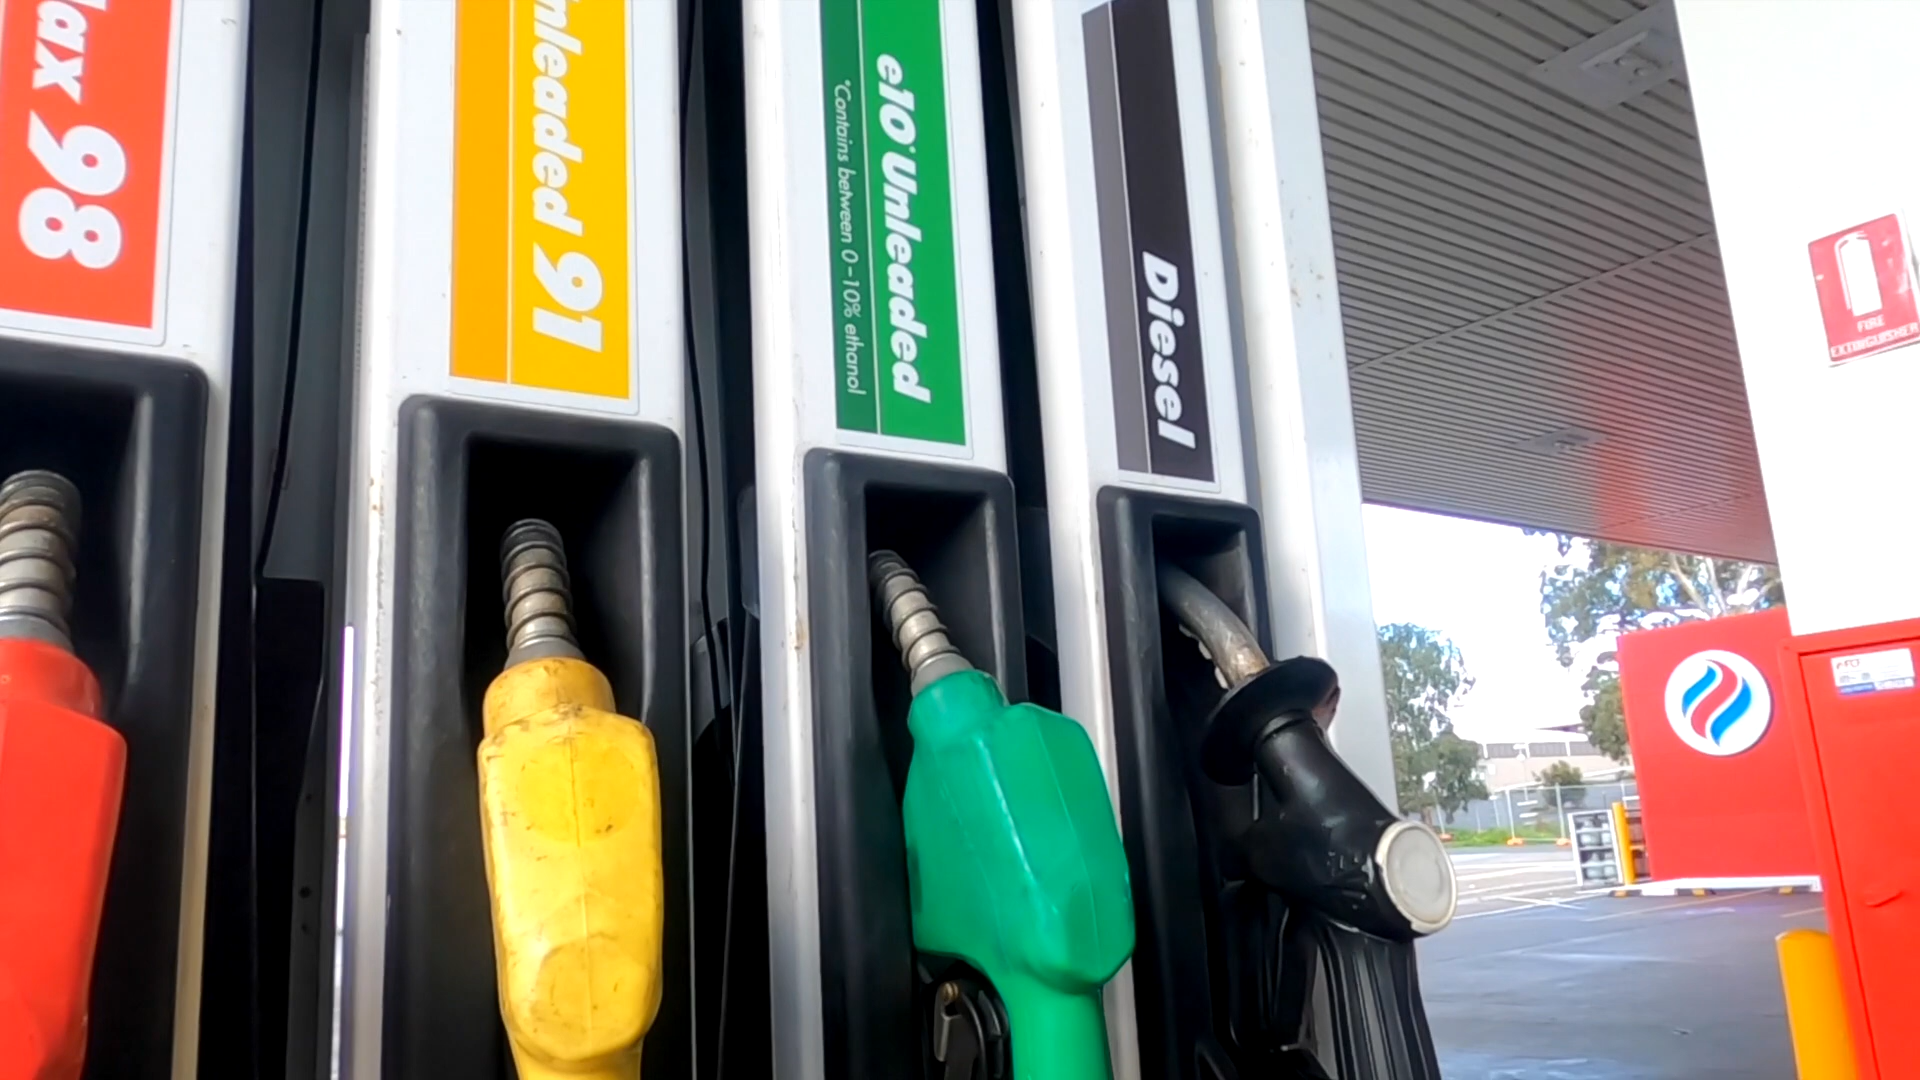 ax 98
nleaded 91
e10* Unleaded
*Contains between 0-10% ethanol
Diesel
FIRE
EXTINGUISHER